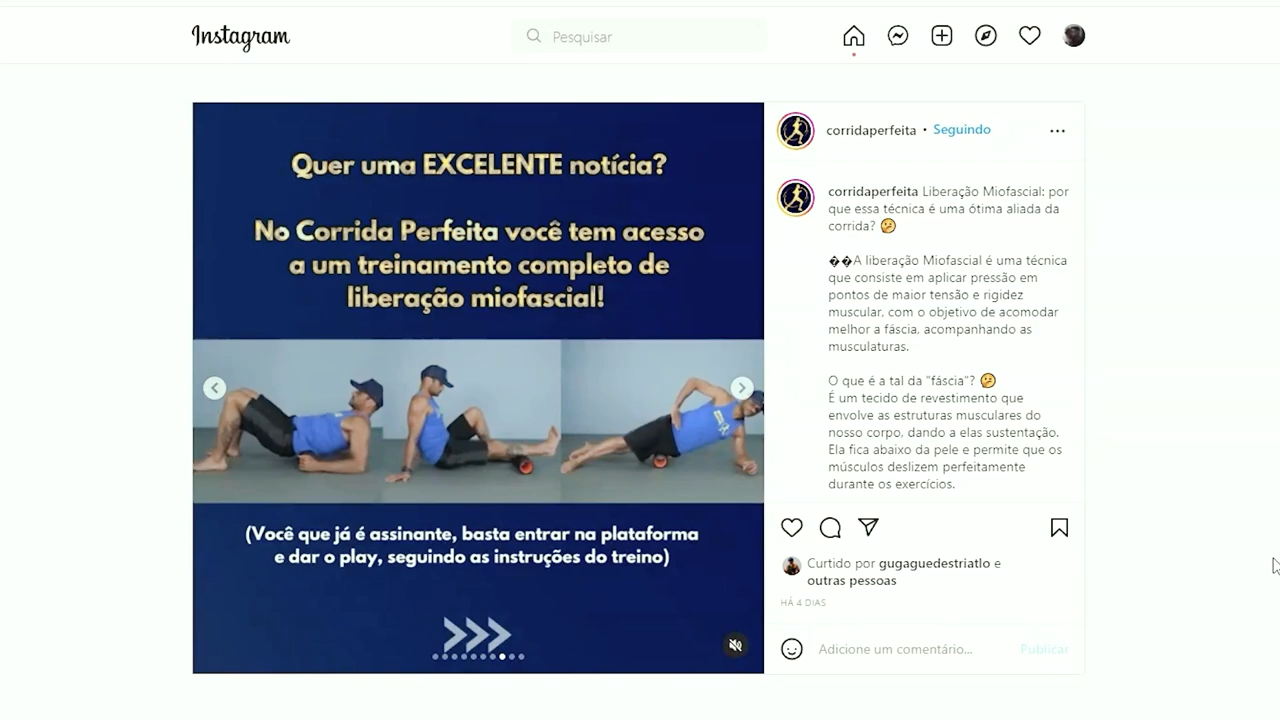 Instagram
Pesquisar
Quer uma EXCELENTE notícia?
No Corrida Perfeita você tem acesso
a um treinamento completo de
liberação miofascial!
(Você que já é assinante, basta entrar na plataforma
e dar o play, seguindo as instruções do treino)
corridaperfeita • Seguindo
corridaperfeita Liberação Miofascial: por
que essa técnica é uma ótima aliada da
corrida? 🤔
��A liberação Miofascial é uma técnica
que consiste em aplicar pressão em
pontos de maior tensão e rigidez
muscular, com o objetivo de acomodar
melhor a fáscia, acompanhando as
musculaturas.
O que é a tal da "fáscia"? 🤔
É um tecido de revestimento que
envolve as estruturas musculares do
nosso corpo, dando a elas sustentação.
Ela fica abaixo da pele e permite que os
músculos deslizem perfeitamente
durante os exercícios.
Curtido por gugaguedestriatlo e
outras pessoas
HÁ 4 DIAS
Adicione um comentário...
Publicar